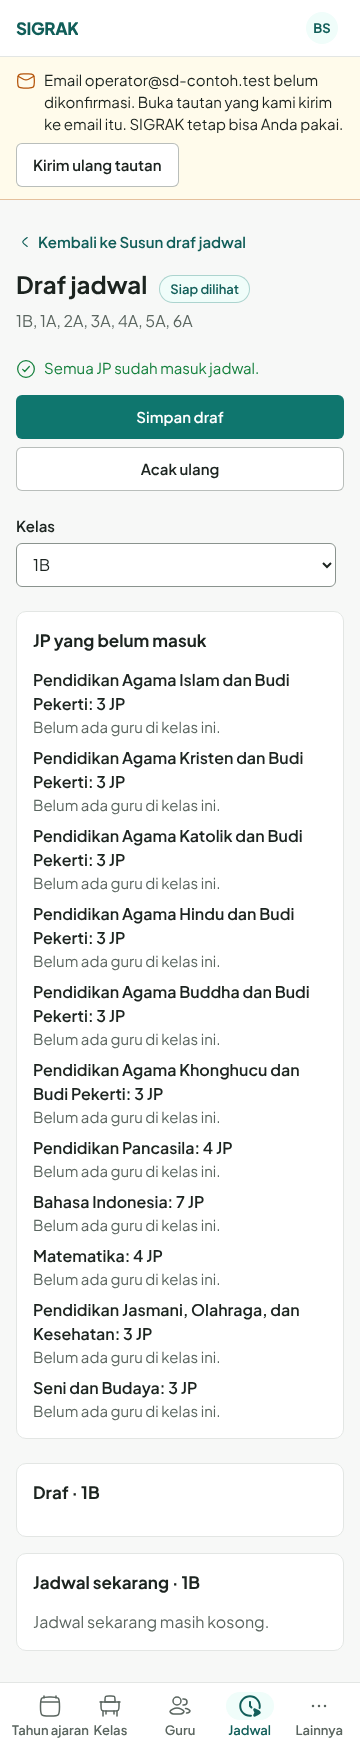 SIGRAK
BS
Email operator@sd-contoh.test belum
dikonfirmasi. Buka tautan yang kami kirim
ke email itu. SIGRAK tetap bisa Anda pakai.
Kirim ulang tautan
Kembali ke Susun draf jadwal
Draf jadwal
Siap dilihat
1B, 1A, 2A, 3A, 4A, 5A, 6A
Semua JP sudah masuk jadwal.
Simpan draf
Acak ulang
Kelas
1B
JP yang belum masuk
Pendidikan Agama Islam dan Budi
Pekerti: 3 JP
Belum ada guru di kelas ini.
Pendidikan Agama Kristen dan Budi
Pekerti: 3 JP
Belum ada guru di kelas ini.
Pendidikan Agama Katolik dan Budi
Pekerti: 3 JP
Belum ada guru di kelas ini.
Pendidikan Agama Hindu dan Budi
Pekerti: 3 JP
Belum ada guru di kelas ini.
Pendidikan Agama Buddha dan Budi
Pekerti: 3 JP
Belum ada guru di kelas ini.
Pendidikan Agama Khonghucu dan
Budi Pekerti: 3 JP
Belum ada guru di kelas ini.
Pendidikan Pancasila: 4 JP
Belum ada guru di kelas ini.
Bahasa Indonesia: 7 JP
Belum ada guru di kelas ini.
Matematika: 4 JP
Belum ada guru di kelas ini.
Pendidikan Jasmani, Olahraga, dan
Kesehatan: 3 JP
Belum ada guru di kelas ini.
Seni dan Budaya: 3 JP
Belum ada guru di kelas ini.
Draf · 1B
Jadwal sekarang · 1B
Jadwal sekarang masih kosong.
Tahun ajaran
Kelas
Guru
Jadwal
Lainnya